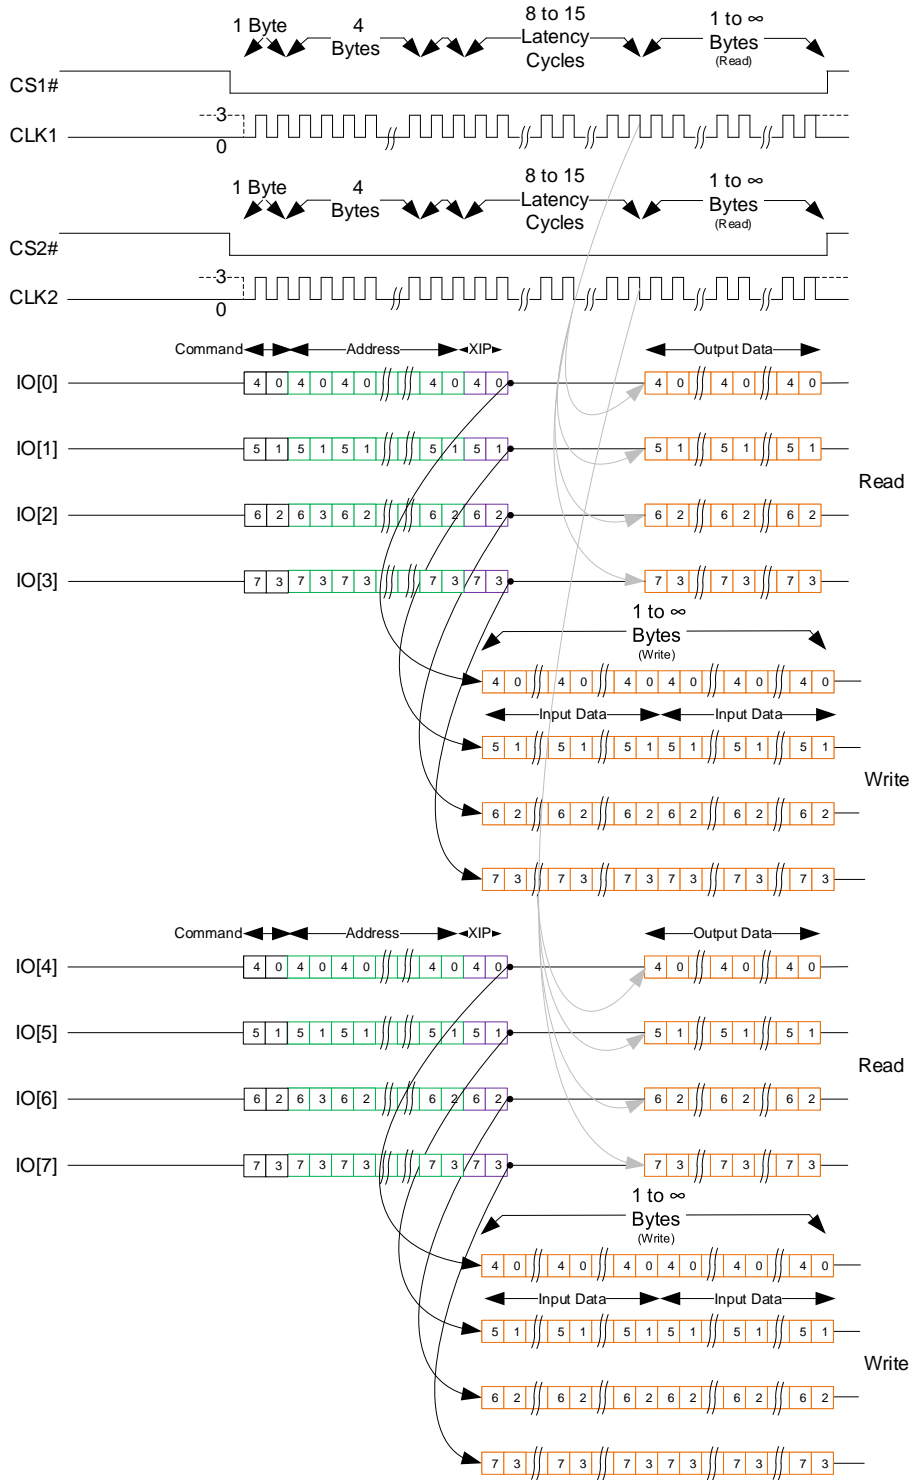 1 Byte
4
Bytes
8 to 15
Latency
Cycles
1 to ∞
Bytes
(Read)
CS1#
3
CLK1
0
1 Byte
4
Bytes
8 to 15
Latency
Cycles
1 to ∞
Bytes
(Read)
CS2#
3
CLK2
0
Command Address XIP Output Data
IO[0] 4 0 4 0 4 0 4 0 4 0 4 0 4 0 4 0
IO[1] 5 1 5 1 5 1 5 1 5 1 5 1 5 1 5 1
Read
IO[2] 6 2 6 3 6 2 6 2 6 2 6 2 6 2 6 2
IO[3] 7 3 7 3 7 3 7 3 7 3 7 3 7 3 7 3
1 to ∞
Bytes
(Write)
4 0 4 0 4 0 4 0 4 0 4 0
Input Data Input Data
5 1 5 1 5 1 5 1 5 1 5 1
Write
6 2 6 2 6 2 6 2 6 2 6 2
7 3 7 3 7 3 7 3 7 3 7 3
Command Address XIP Output Data
IO[4] 4 0 4 0 4 0 4 0 4 0 4 0 4 0 4 0
IO[5] 5 1 5 1 5 1 5 1 5 1 5 1 5 1 5 1
Read
IO[6] 6 2 6 3 6 2 6 2 6 2 6 2 6 2 6 2
IO[7] 7 3 7 3 7 3 7 3 7 3 7 3 7 3 7 3
1 to ∞
Bytes
(Write)
4 0 4 0 4 0 4 0 4 0 4 0
Input Data Input Data
5 1 5 1 5 1 5 1 5 1 5 1
Write
6 2 6 2 6 2 6 2 6 2 6 2
7 3 7 3 7 3 7 3 7 3 7 3